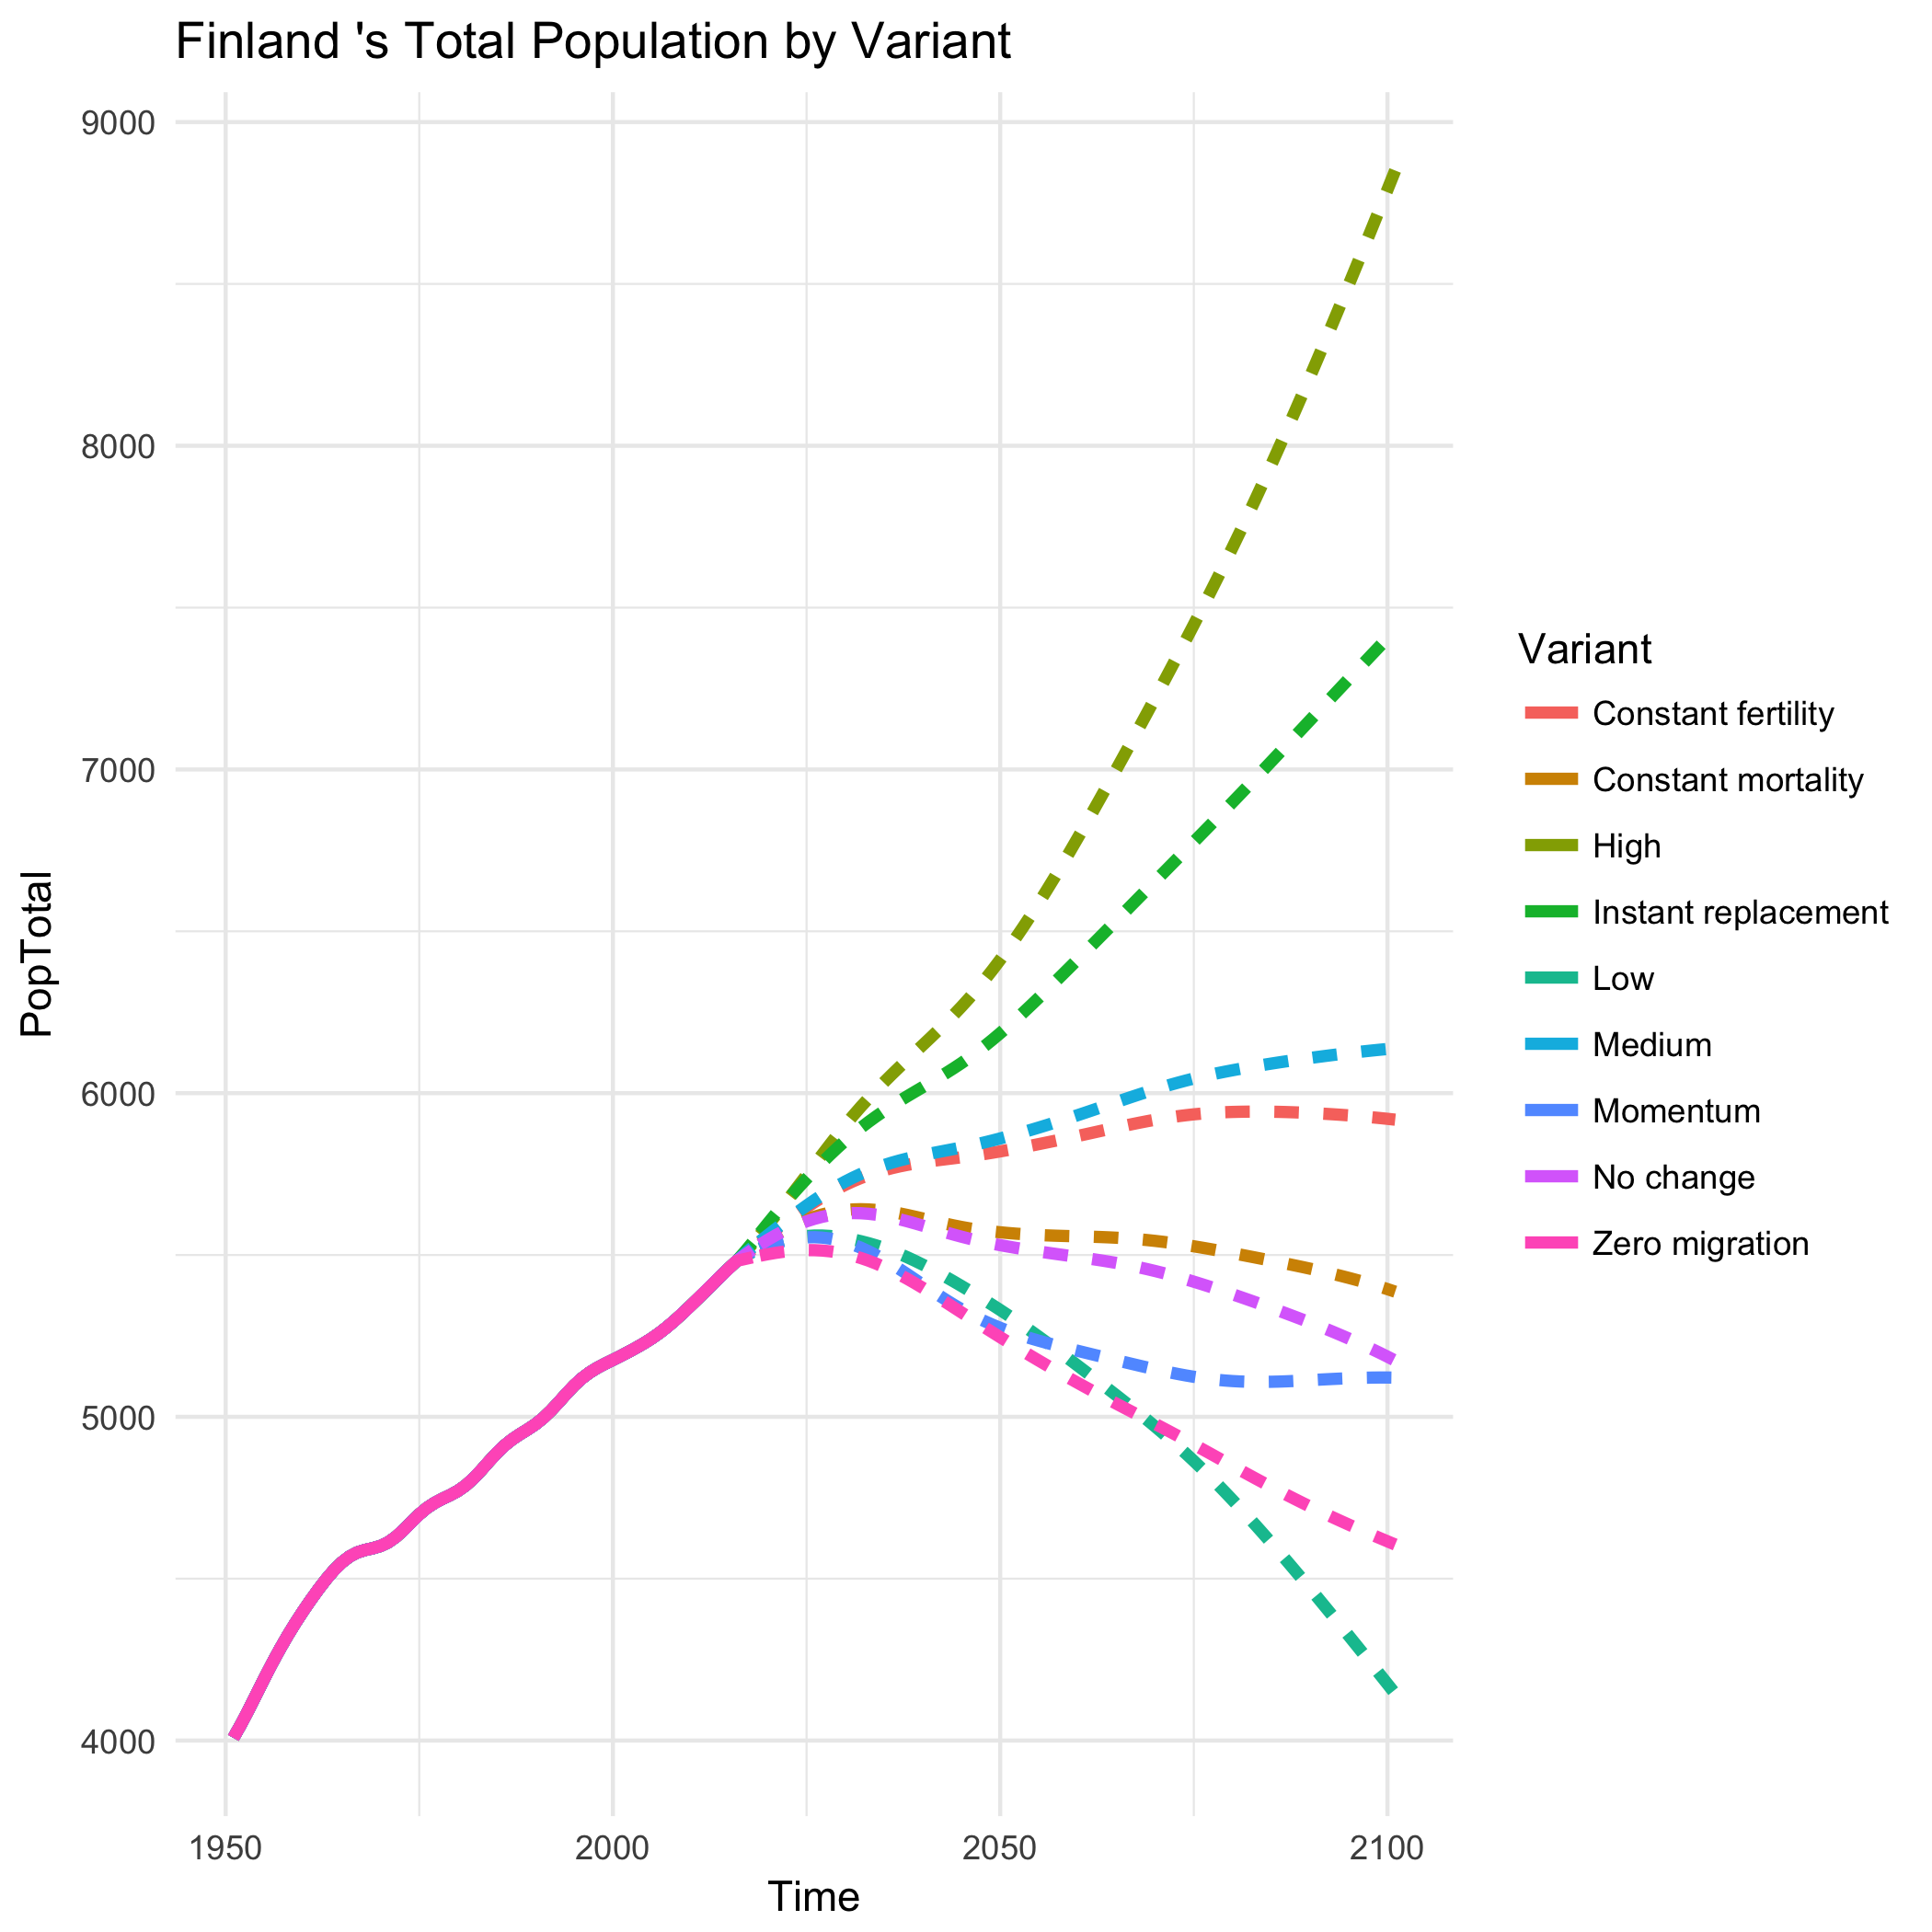 Finland 's Total Population by Variant
PopTotal
9000
8000
7000
6000
5000
4000
1950
2000
2050
2100
Time
Variant
Constant fertility
Constant mortality
High
Instant replacement
Low
Medium
Momentum
No change
Zero migration